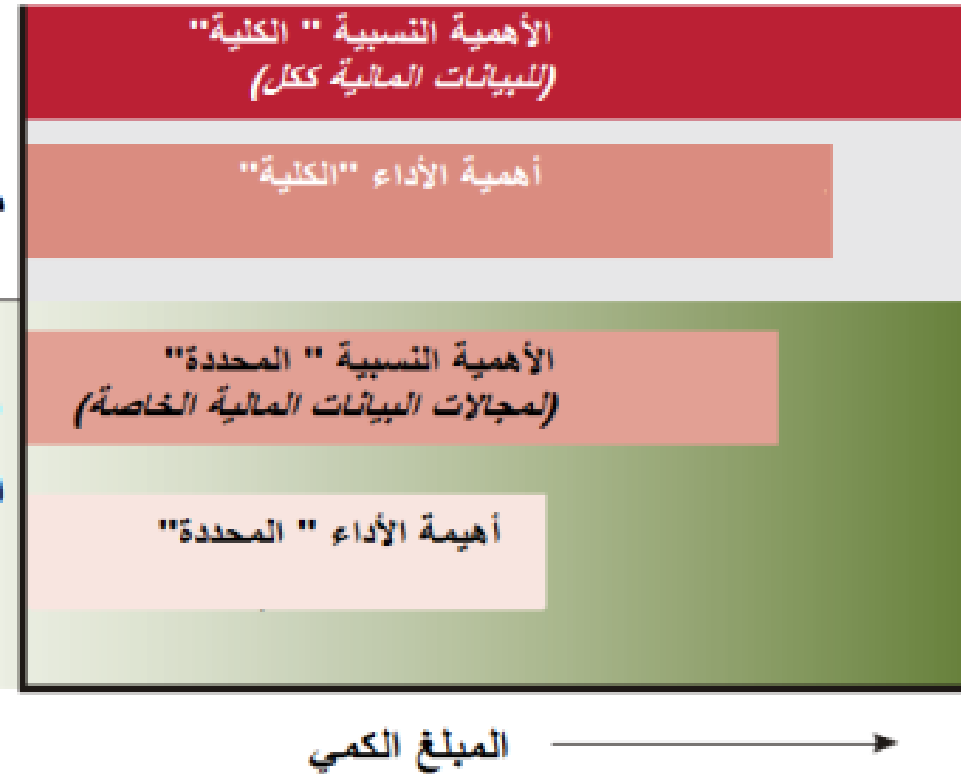 الأهمية النسبية " الكلية"
(للبيانات المالية ككل)
أهمية الأداء "الكلية"
الأهمية النسبية " المحددة"
(لمجالات البيانات المالية الخاصة)
أهيمة الأداء " المحددة"
المبلغ الكمي